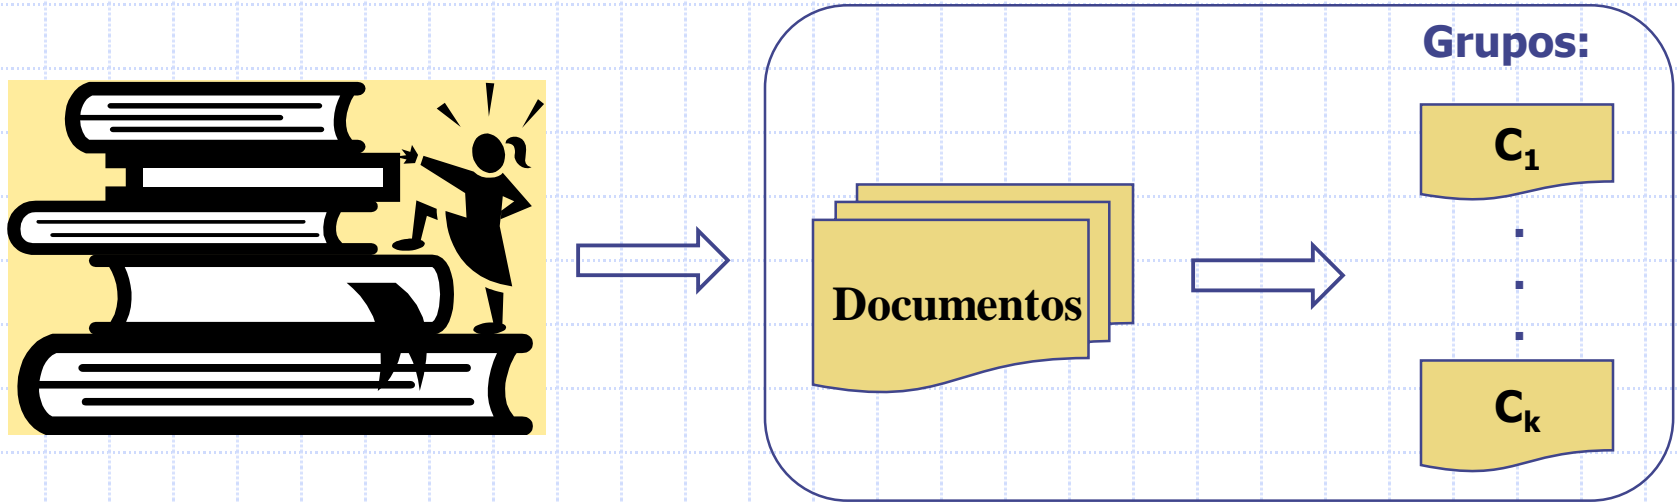 Grupos:
C₁
.
.
.
Documentos
Cₖ